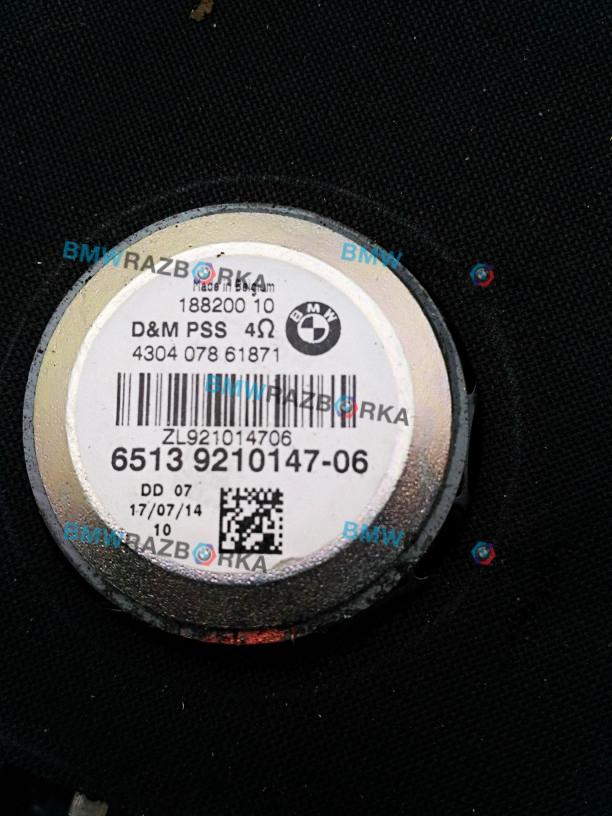 BMWRAZBORKA
BMW
Made in Belgium
188200 10
D&M PSS 4Ω
BMW
4304 078 61871
BMWRAZBORKA
ZL921014706
6513 9210147-06
DD 07
17/07/14
10
BMWRAZBORKA
BMW